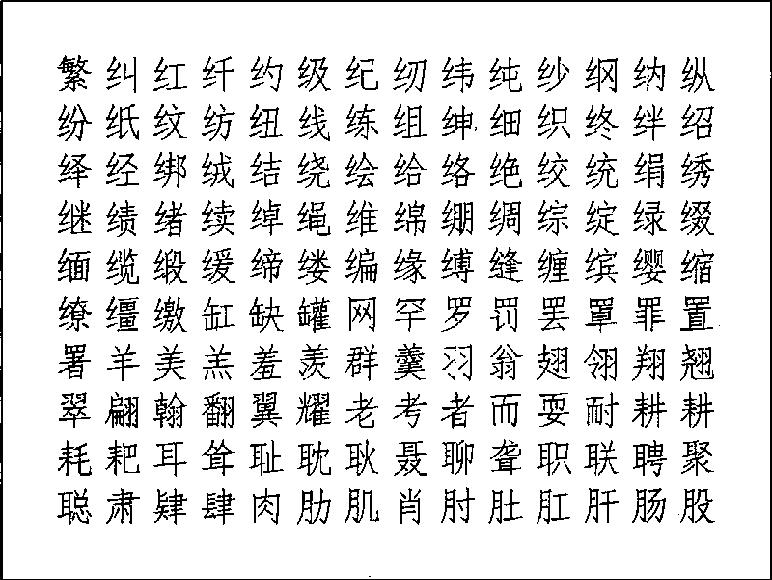 繁纠红纤约级纪纫纬纯纱纲纳纵
纷纸纹纺纽线练组绅细织终绊绍
绎经绑绒结绕绘给络绝绞统绢绣
继绩绪续绰绳维绵绷绸综绽绿缀
缅缆缎缓缔缕编缘缚缝缠缤缨缩
缭缰缴缸缺罐网罕罗罚罢罩罪置
署羊美羔羞羡群羹羽翁翅翎翔翘
翠翩翰翻翼耀老考者而耍耐耕耕
耗耙耳耸耻耽耿聂聊聋职联聘聚
聪肃肄肆肉肋肌肖肘肚肛肝肠股